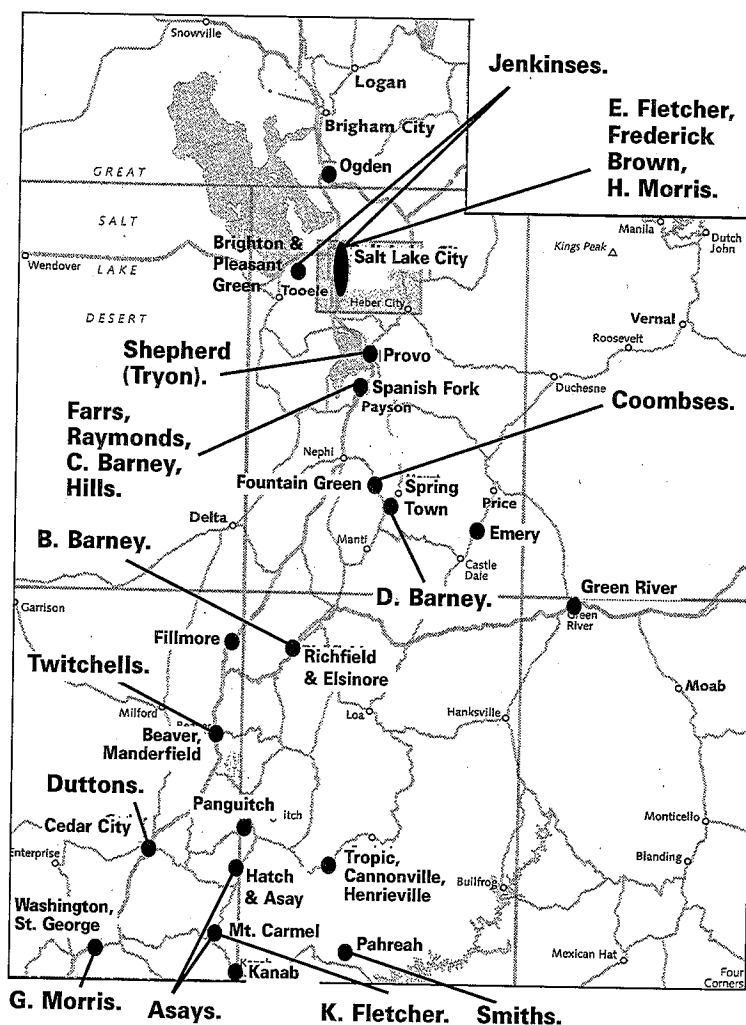 Snowville
Logan
Jenkinses.
Brigham City
E. Fletcher,
Frederick
Brown,
H. Morris.
Ogden
GREAT
SALT
LAKE
DESERT
Wendover
Brighton &
Pleasant
Green
Tooele
Salt Lake City
Heber City
Kings Peak
Manila
Dutch
John
Vernal
Roosevelt
Duchesne
Shepherd
(Tryon).
Provo
Spanish Fork
Payson
Farrs,
Raymonds,
C. Barney,
Hills.
Coombses.
Nephi
Fountain Green
Spring
Town
Price
Delta
Manti
Emery
Castle
Dale
B. Barney.
D. Barney.
Green River
Green
River
Garrison
Fillmore
Richfield
& Elsinore
Twitchells.
Milford
Beaver,
Manderfield
Loa
Hanksville
Moab
Duttons.
Cedar City
Panguitch
itch
Enterprise
Hatch
& Asay
Tropic,
Cannonville,
Henrieville
Bullfrog
Monticello
Blanding
Washington,
St. George
Mt. Carmel
Pahreah
Kanab
Mexican Hat
Four
Corners
G. Morris.
Asays.
K. Fletcher.
Smiths.